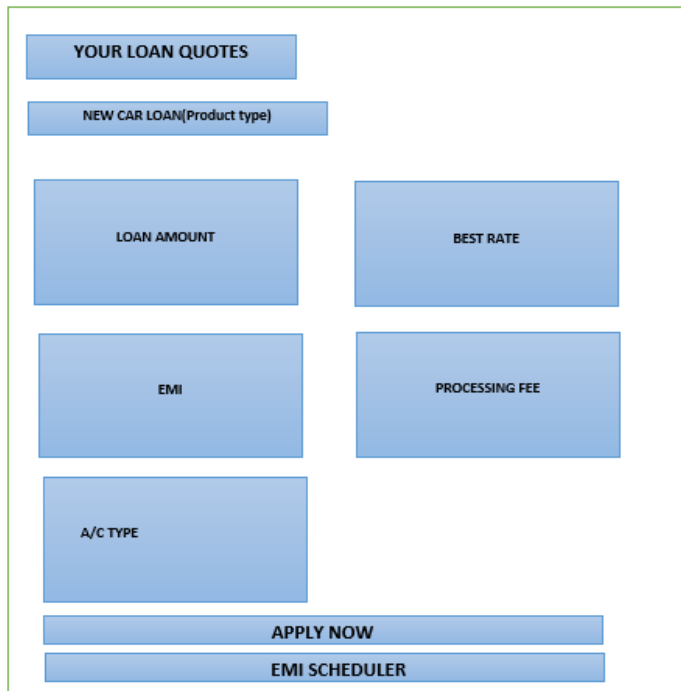 YOUR LOAN QUOTES
NEW CAR LOAN(Product type)
LOAN AMOUNT
BEST RATE
EMI
PROCESSING FEE
A/C TYPE
APPLY NOW
EMI SCHEDULER